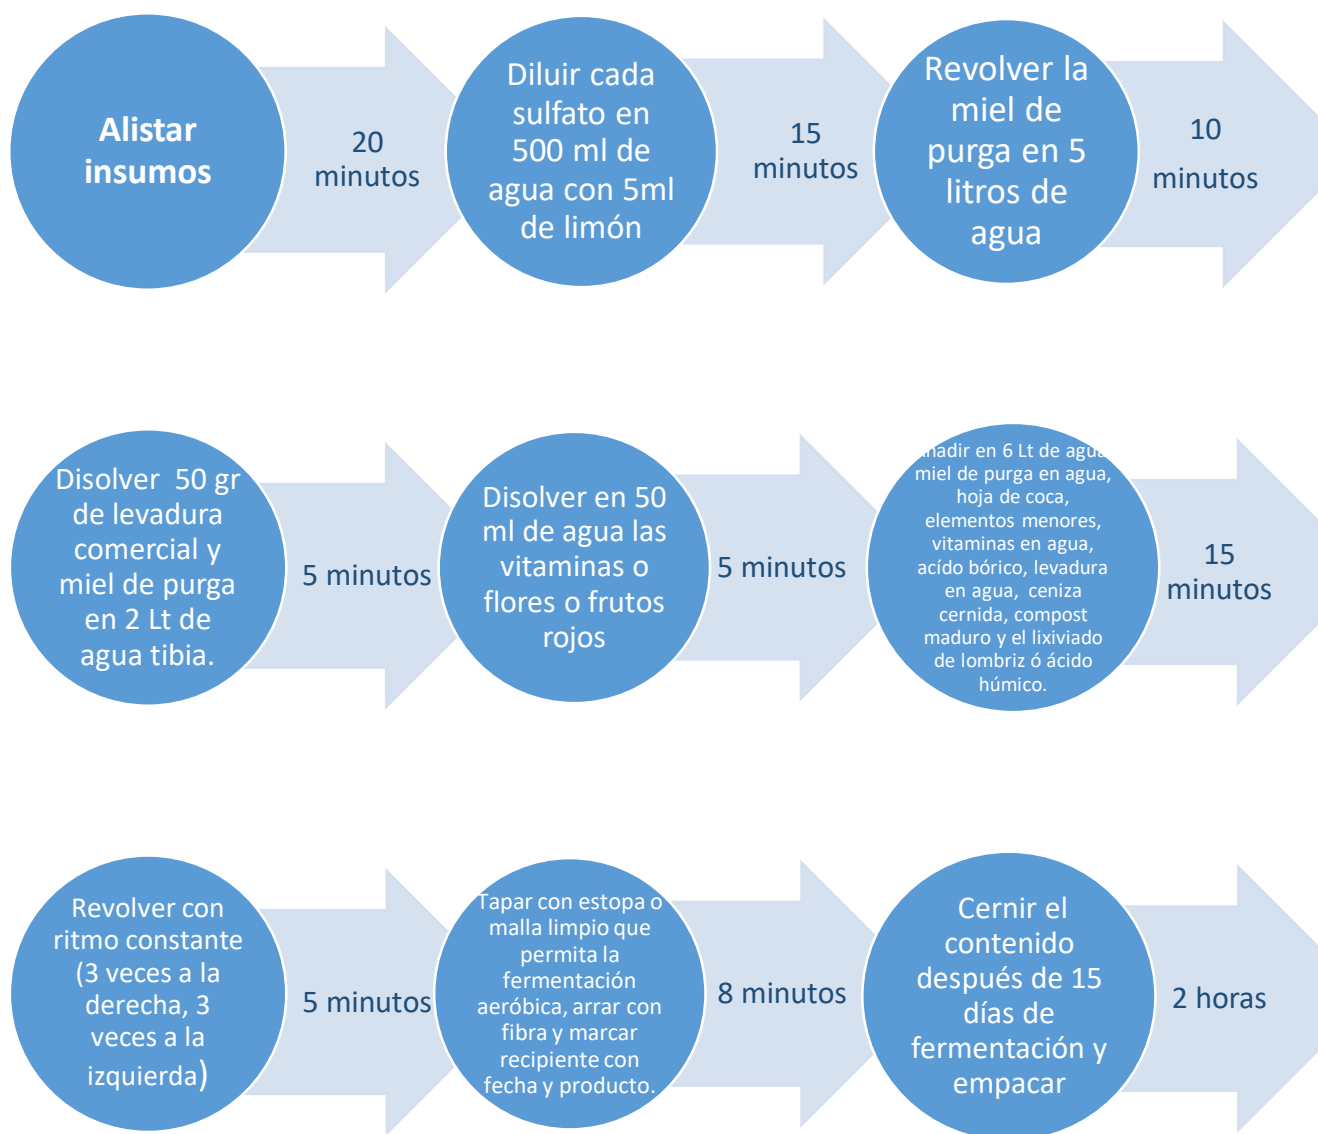 Alistar
insumos
20
minutos
Diluir cada
sulfato en
500 ml de
agua con 5ml
de limón
15
minutos
Revolver la
miel de
purga en 5
litros de
agua
10
minutos
Disolver 50 gr
de levadura
comercial y
miel de purga
en 2 Lt de
agua tibia.
5 minutos
Disolver en 50
ml de agua las
vitaminas o
flores o frutos
rojos
5 minutos
Añadir en 6 Lt de agua
miel de purga en agua,
hoja de coca,
elementos menores,
vitaminas en agua,
acído bórico, levadura
en agua, ceniza
cernida, compost
maduro y el lixiviado
de lombriz ó ácido
húmico.
15
minutos
Revolver con
ritmo constante
(3 veces a la
derecha, 3
veces a la
izquierda)
5 minutos
Tapar con estopa o
malla limpio que
permita la
fermentación
aeróbica, arrar con
fibra y marcar
recipiente con
fecha y producto.
8 minutos
Cernir el
contenido
después de 15
días de
fermentación y
empacar
2 horas